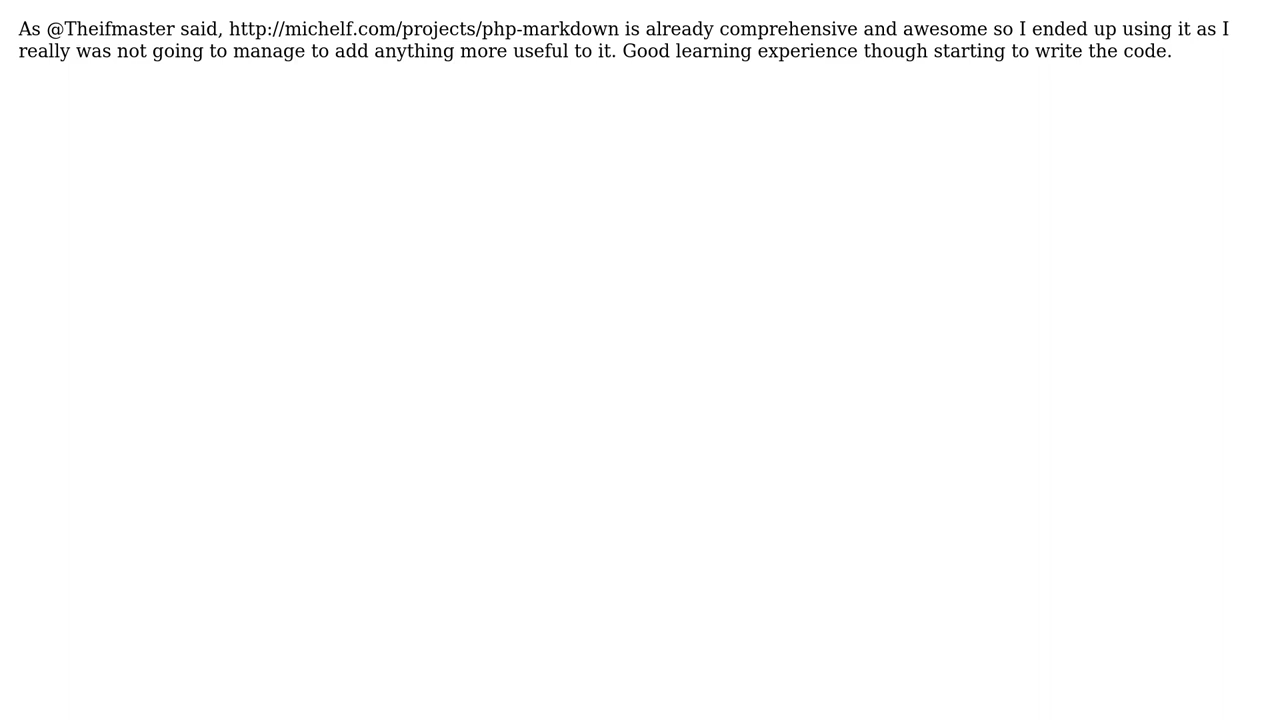 As @Theifmaster said, http://michelf.com/projects/php-markdown is already comprehensive and awesome so I ended up using it as I
really was not going to manage to add anything more useful to it. Good learning experience though starting to write the code.